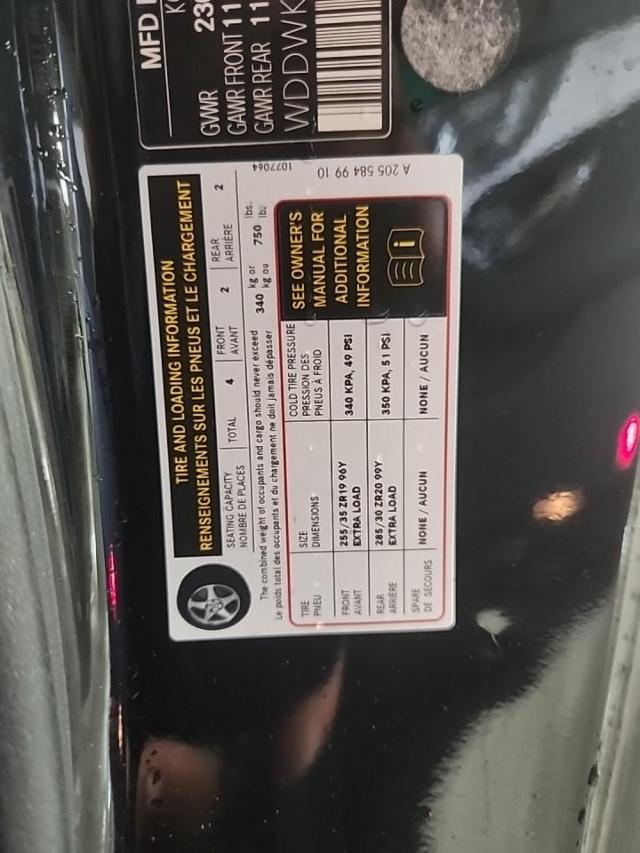 MFD
GVWR 230
GAWR FRONT 11
GAWR REAR 11
WDDWK
TIRE AND LOADING INFORMATION
RENSEIGNEMENTS SUR LES PNEUS ET LE CHARGEMENT
SEATING CAPACITY TOTAL 4 FRONT 2 REAR 2
NOMBRE DE PLACES AVANT ARRIÈRE
The combined weight of occupants and cargo should never exceed 340 kg or 750 lbs.
Le poids total des occupants et du chargement ne doit jamais dépasser kg ou lb.
TIRE SIZE COLD TIRE PRESSURE
PNEU DIMENSIONS PRESSION DES
PNEUS À FROID
FRONT 255/35 ZR19 96Y 340 KPA, 49 PSI
AVANT EXTRA LOAD
REAR 285/30 ZR20 99Y 350 KPA, 51 PSI
ARRIÈRE EXTRA LOAD
SPARE NONE / AUCUN NONE / AUCUN
DE SECOURS
SEE OWNER'S
MANUAL FOR
ADDITIONAL
INFORMATION
1077064
A 205 584 99 10